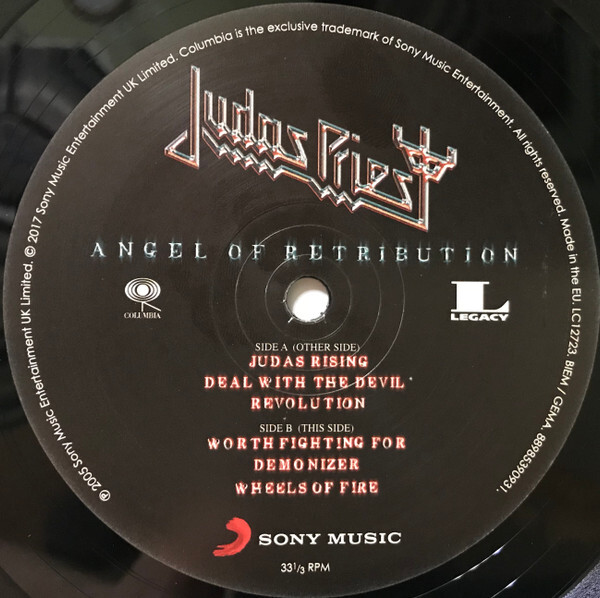 ℗ 2005 Sony Music Entertainment UK Limited. © 2017 Sony Music Entertainment UK Limited. Columbia is the exclusive trademark of Sony Music Entertainment. All rights reserved. Made in the EU. LC12723. BIEM / GEMA. 88985390931.
Judas Priest
ANGEL OF RETRIBUTION
COLUMBIA
L
LEGACY
SIDE A (OTHER SIDE)
JUDAS RISING
DEAL WITH THE DEVIL
REVOLUTION
SIDE B (THIS SIDE)
WORTH FIGHTING FOR
DEMONIZER
WHEELS OF FIRE
SONY MUSIC
33 1/3 RPM